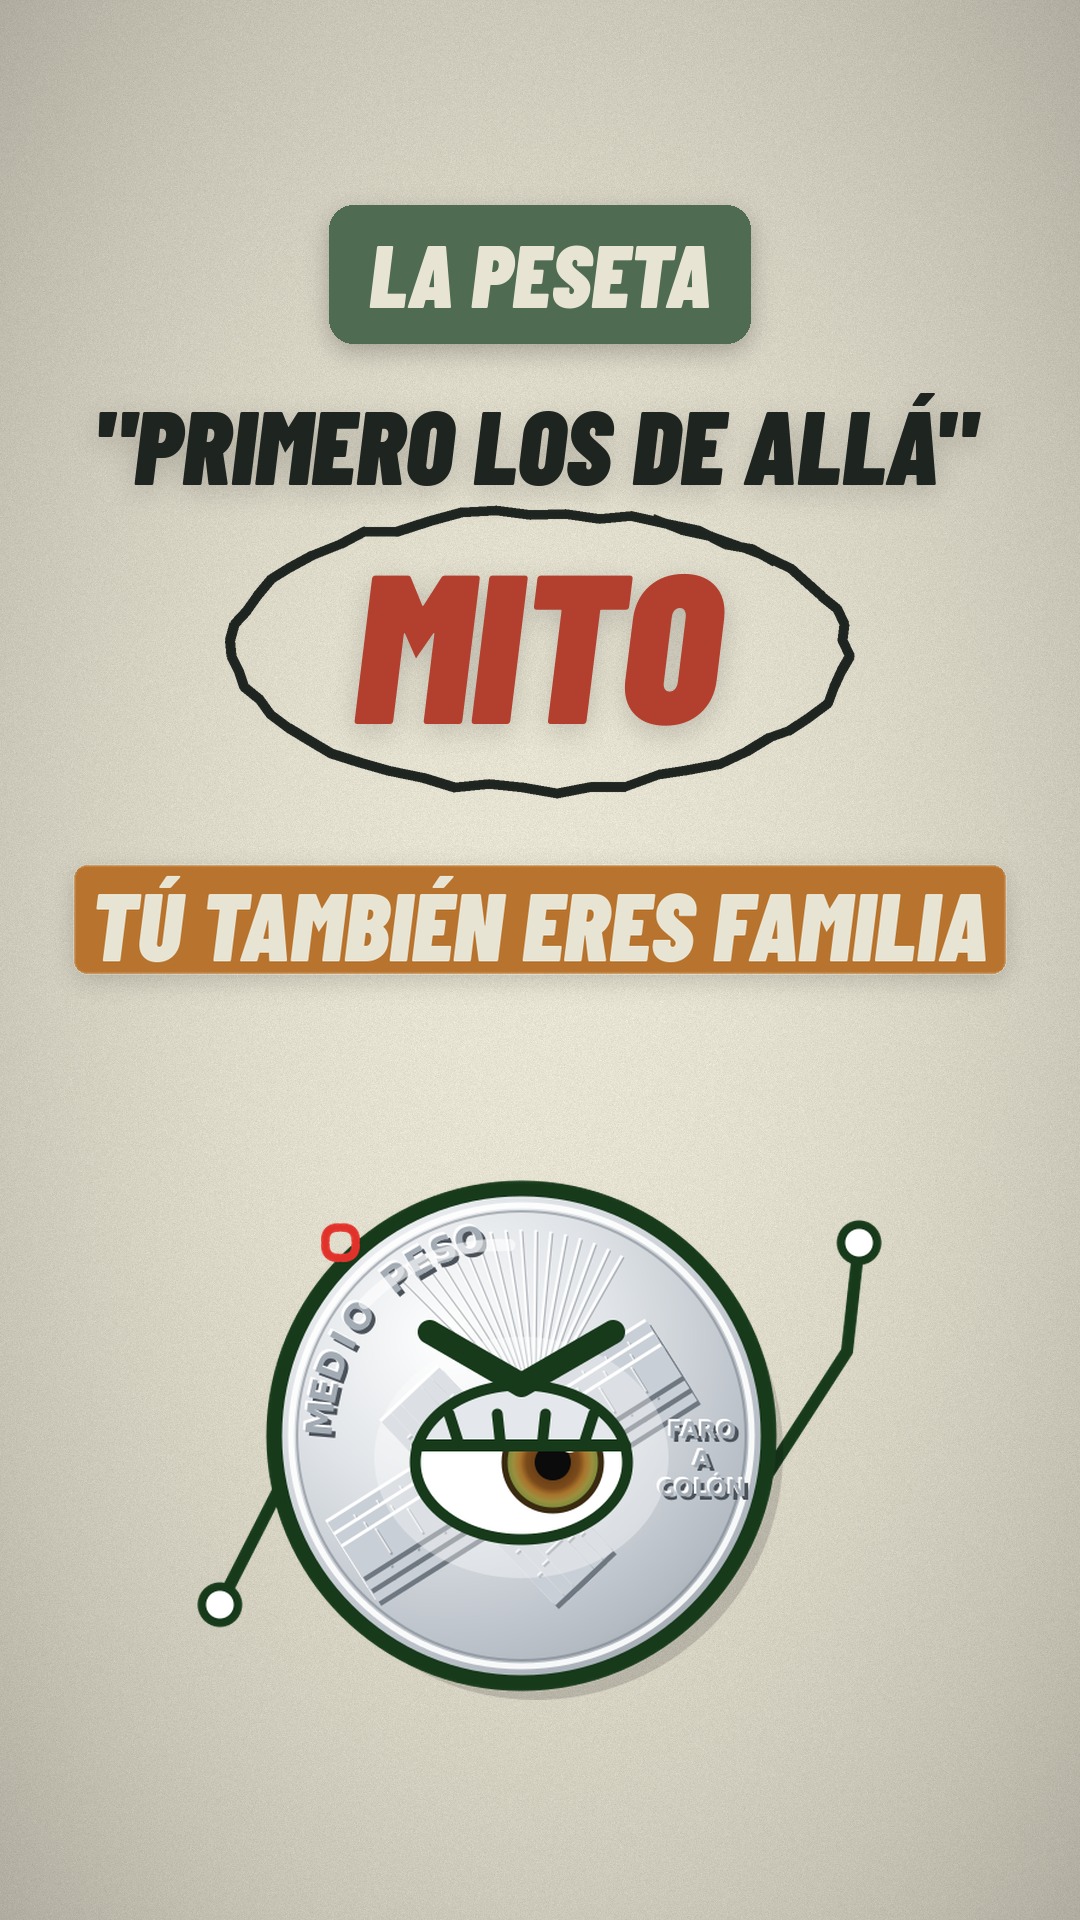 LA PESETA
"PRIMERO LOS DE ALLÁ"
MITO
TÚ TAMBIÉN ERES FAMILIA
MEDIO PESO
FARO
A
COLÓN